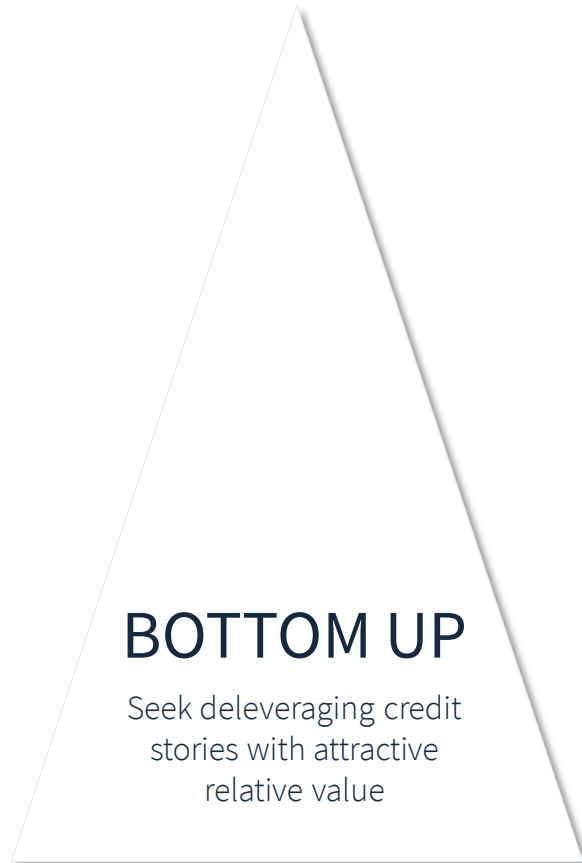 BOTTOM UP
Seek deleveraging credit
stories with attractive
relative value